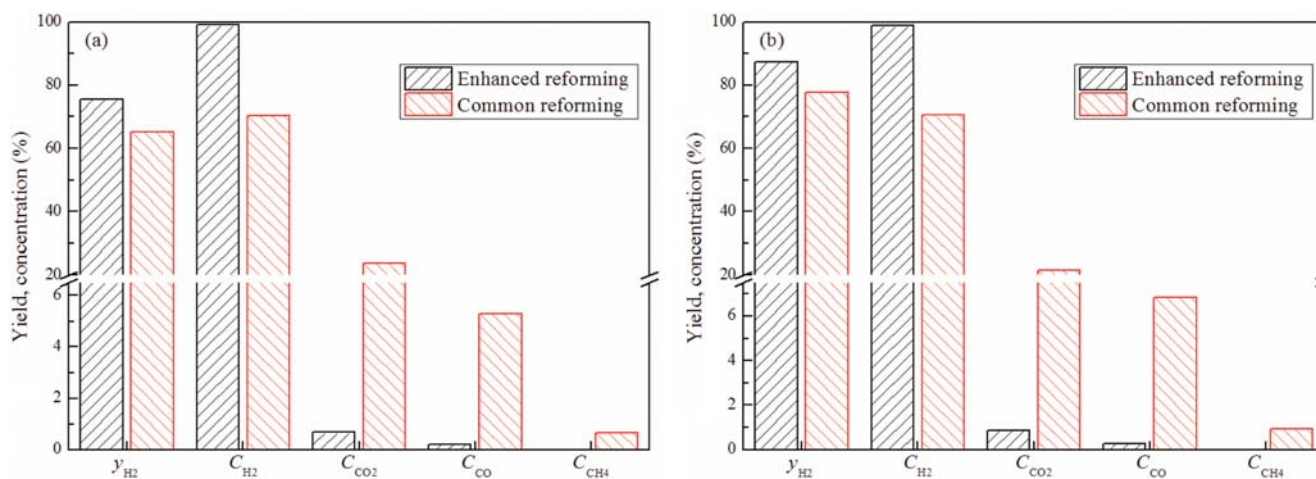 (a)
Yield, concentration (%)
100
80
60
40
20
6
4
2
0
Enhanced reforming
Common reforming
yH2
CH2
CCO2
CCO
CCH4
(b)
Yield, concentration (%)
100
80
60
40
20
6
4
2
0
Enhanced reforming
Common reforming
yH2
CH2
CCO2
CCO
CCH4